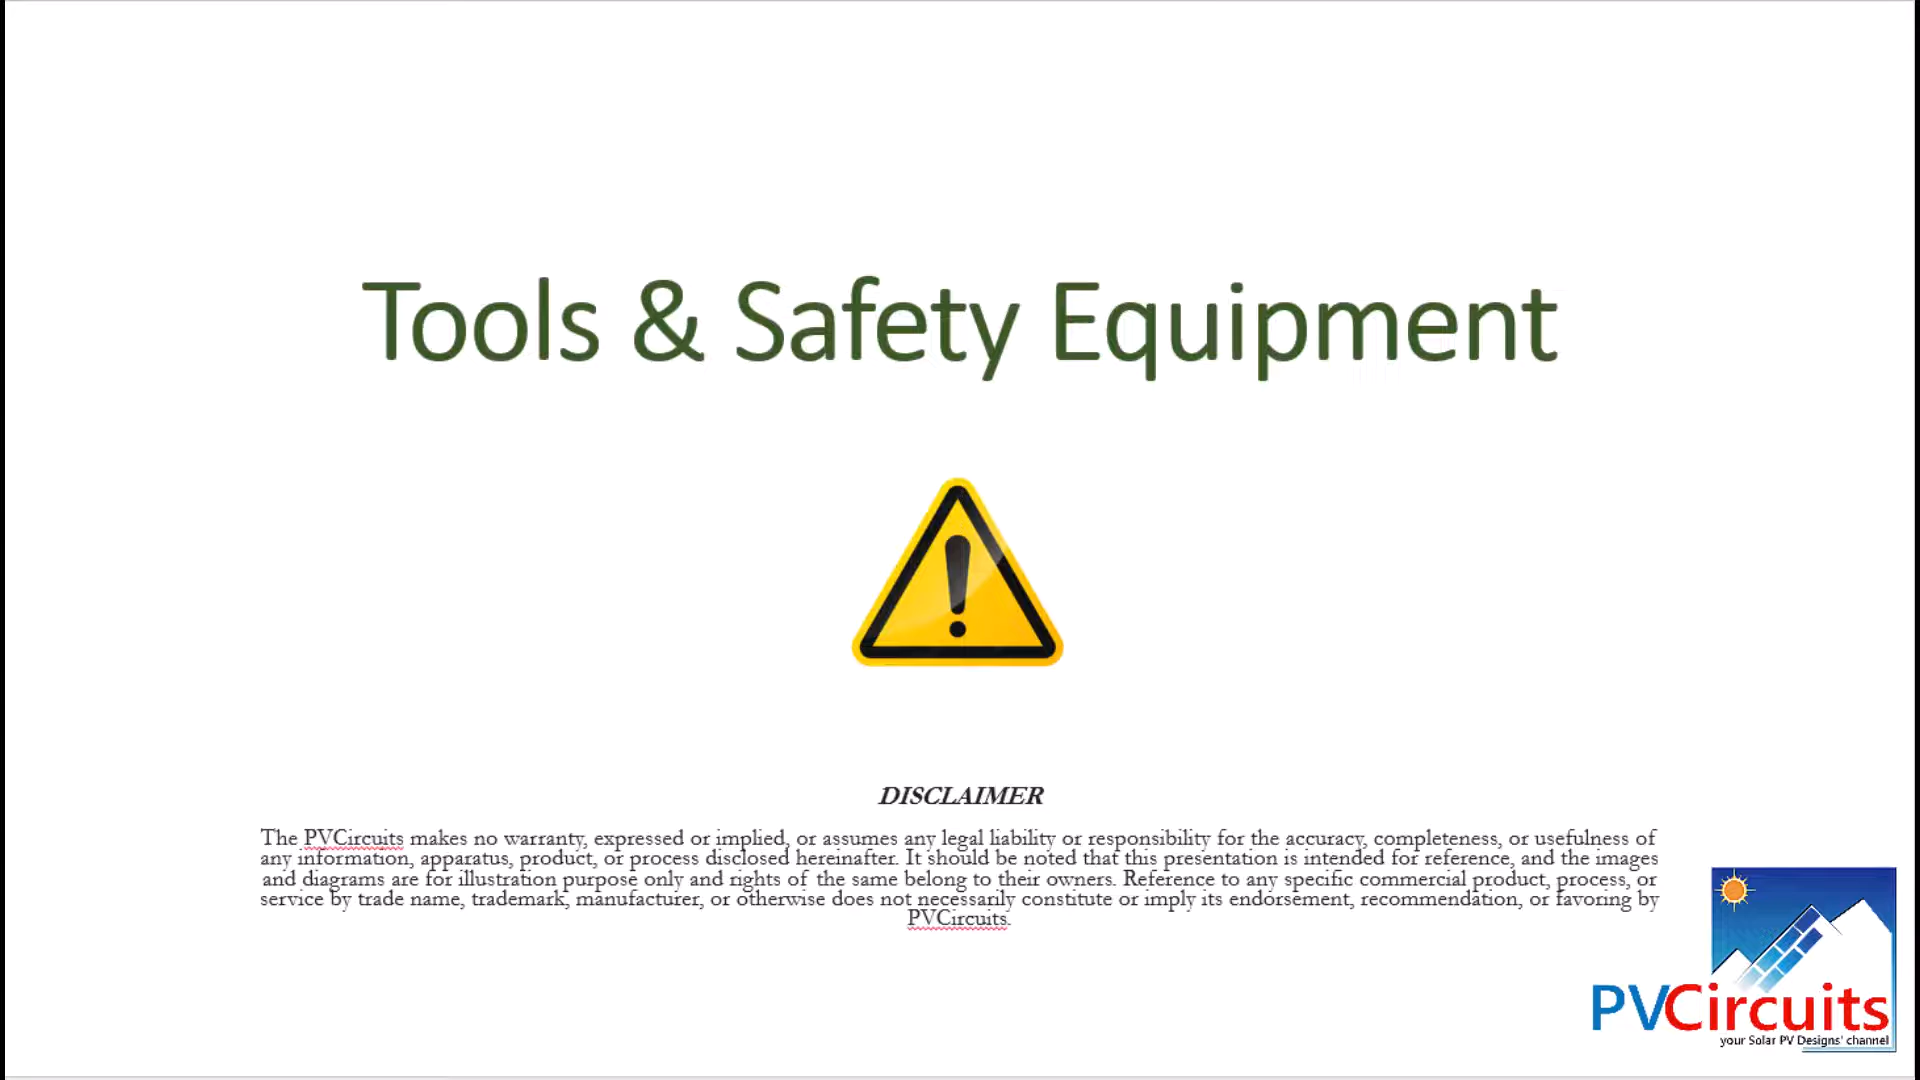 Tools & Safety Equipment
!
DISCLAIMER
The PVCircuits makes no warranty, expressed or implied, or assumes any legal liability or responsibility for the accuracy, completeness, or usefulness of
any information, apparatus, product, or process disclosed hereinafter. It should be noted that this presentation is intended for reference, and the images
and diagrams are for illustration purpose only and rights of the same belong to their owners. Reference to any specific commercial product, process, or
service by trade name, trademark, manufacturer, or otherwise does not necessarily constitute or imply its endorsement, recommendation, or favoring by
PVCircuits.
PVCircuits
your Solar PV Designs' channel